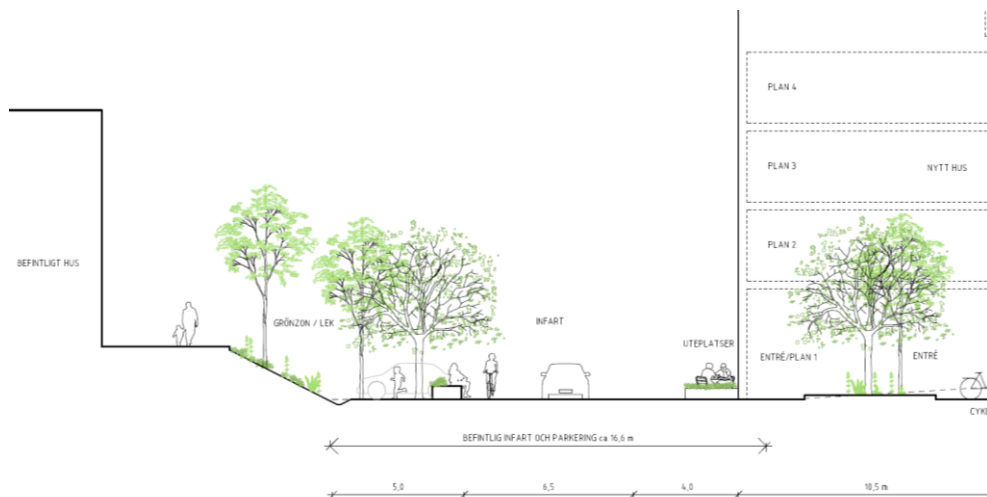 PLAN 4
PLAN 3
NYTT HUS
PLAN 2
BEFINTLIGT HUS
GRÖNZON / LEK
INFART
UTEPLATSER
ENTRÉ/PLAN 1
ENTRÉ
CYK
BEFINTLIG INFART OCH PARKERING ca 16,6 m
5,0
6,5
4,0
10,5 m